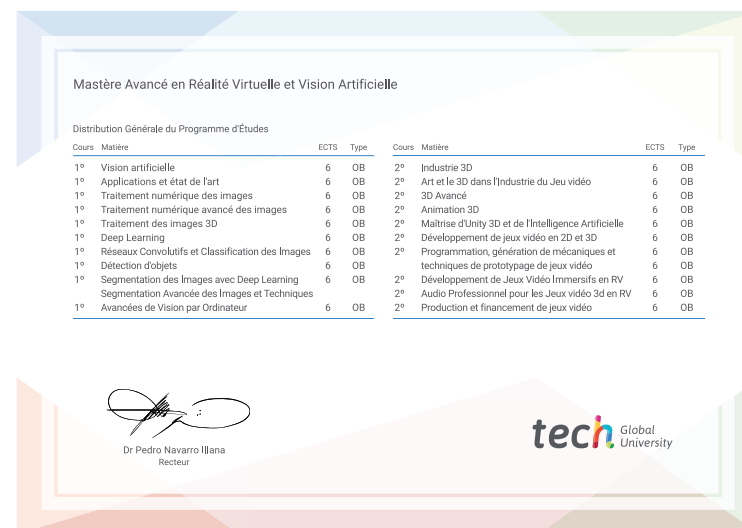 Mastère Avancé en Réalité Virtuelle et Vision Artificielle
Distribution Générale du Programme d'Études
Cours Matière ECTS Type
1º Vision artificielle 6 OB
1º Applications et état de l'art 6 OB
1º Traitement numérique des images 6 OB
1º Traitement numérique avancé des images 6 OB
1º Traitement des images 3D 6 OB
1º Deep Learning 6 OB
1º Réseaux Convolutifs et Classification des Images 6 OB
1º Détection d'objets 6 OB
1º Segmentation des Images avec Deep Learning 6 OB
Segmentation Avancée des Images et Techniques
1º Avancées de Vision par Ordinateur 6 OB
Cours Matière ECTS Type
2º Industrie 3D 6 OB
2º Art et le 3D dans l'Industrie du Jeu vidéo 6 OB
2º 3D Avancé 6 OB
2º Animation 3D 6 OB
2º Maîtrise d'Unity 3D et de l'Intelligence Artificielle 6 OB
2º Développement de jeux vidéo en 2D et 3D 6 OB
2º Programmation, génération de mécaniques et 6 OB
techniques de prototypage de jeux vidéo 6 OB
2º Développement de Jeux Vidéo Immersifs en RV 6 OB
2º Audio Professionnel pour les Jeux vidéo 3d en RV 6 OB
2º Production et financement de jeux vidéo 6 OB
Dr Pedro Navarro Illana
Recteur
tech Global
University